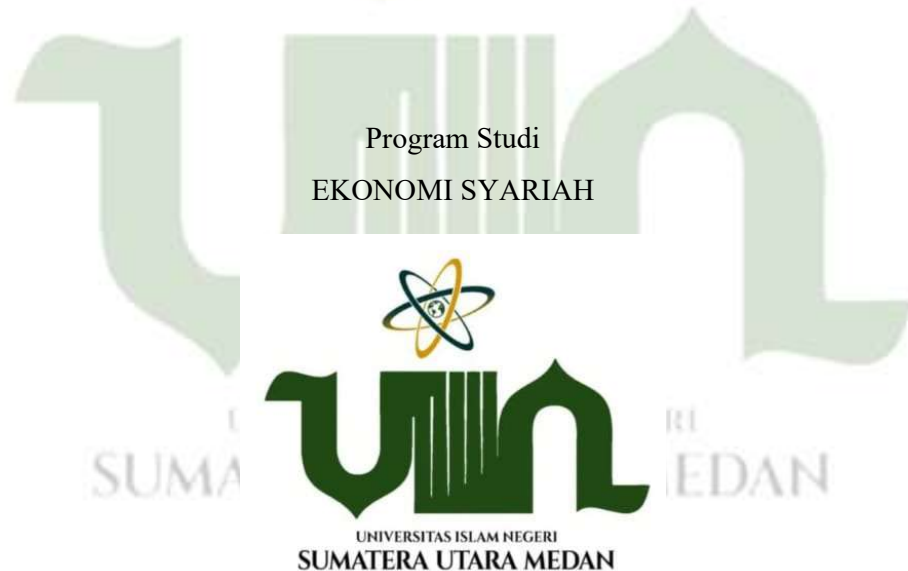 Program Studi
EKONOMI SYARIAH
UNIVERSITAS ISLAM NEGERI
SUMATERA UTARA MEDAN